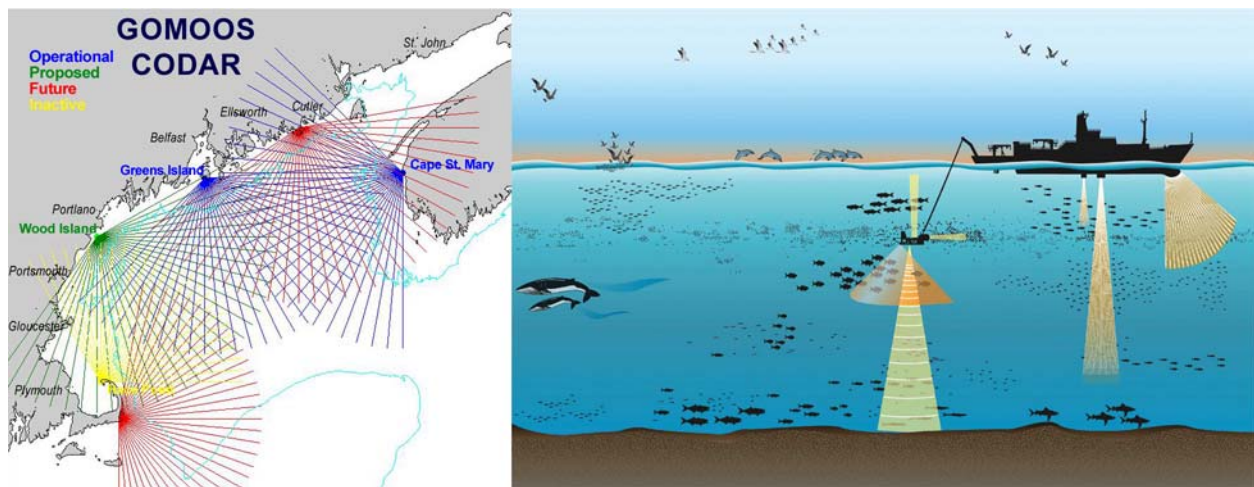 GOMOOS
CODAR
Operational
Proposed
Future
Inactive
St. John
Cutler
Ellsworth
Belfast
Greens Island
Cape St. Mary
Portland
Wood Island
Portsmouth
Gloucester
Plymouth